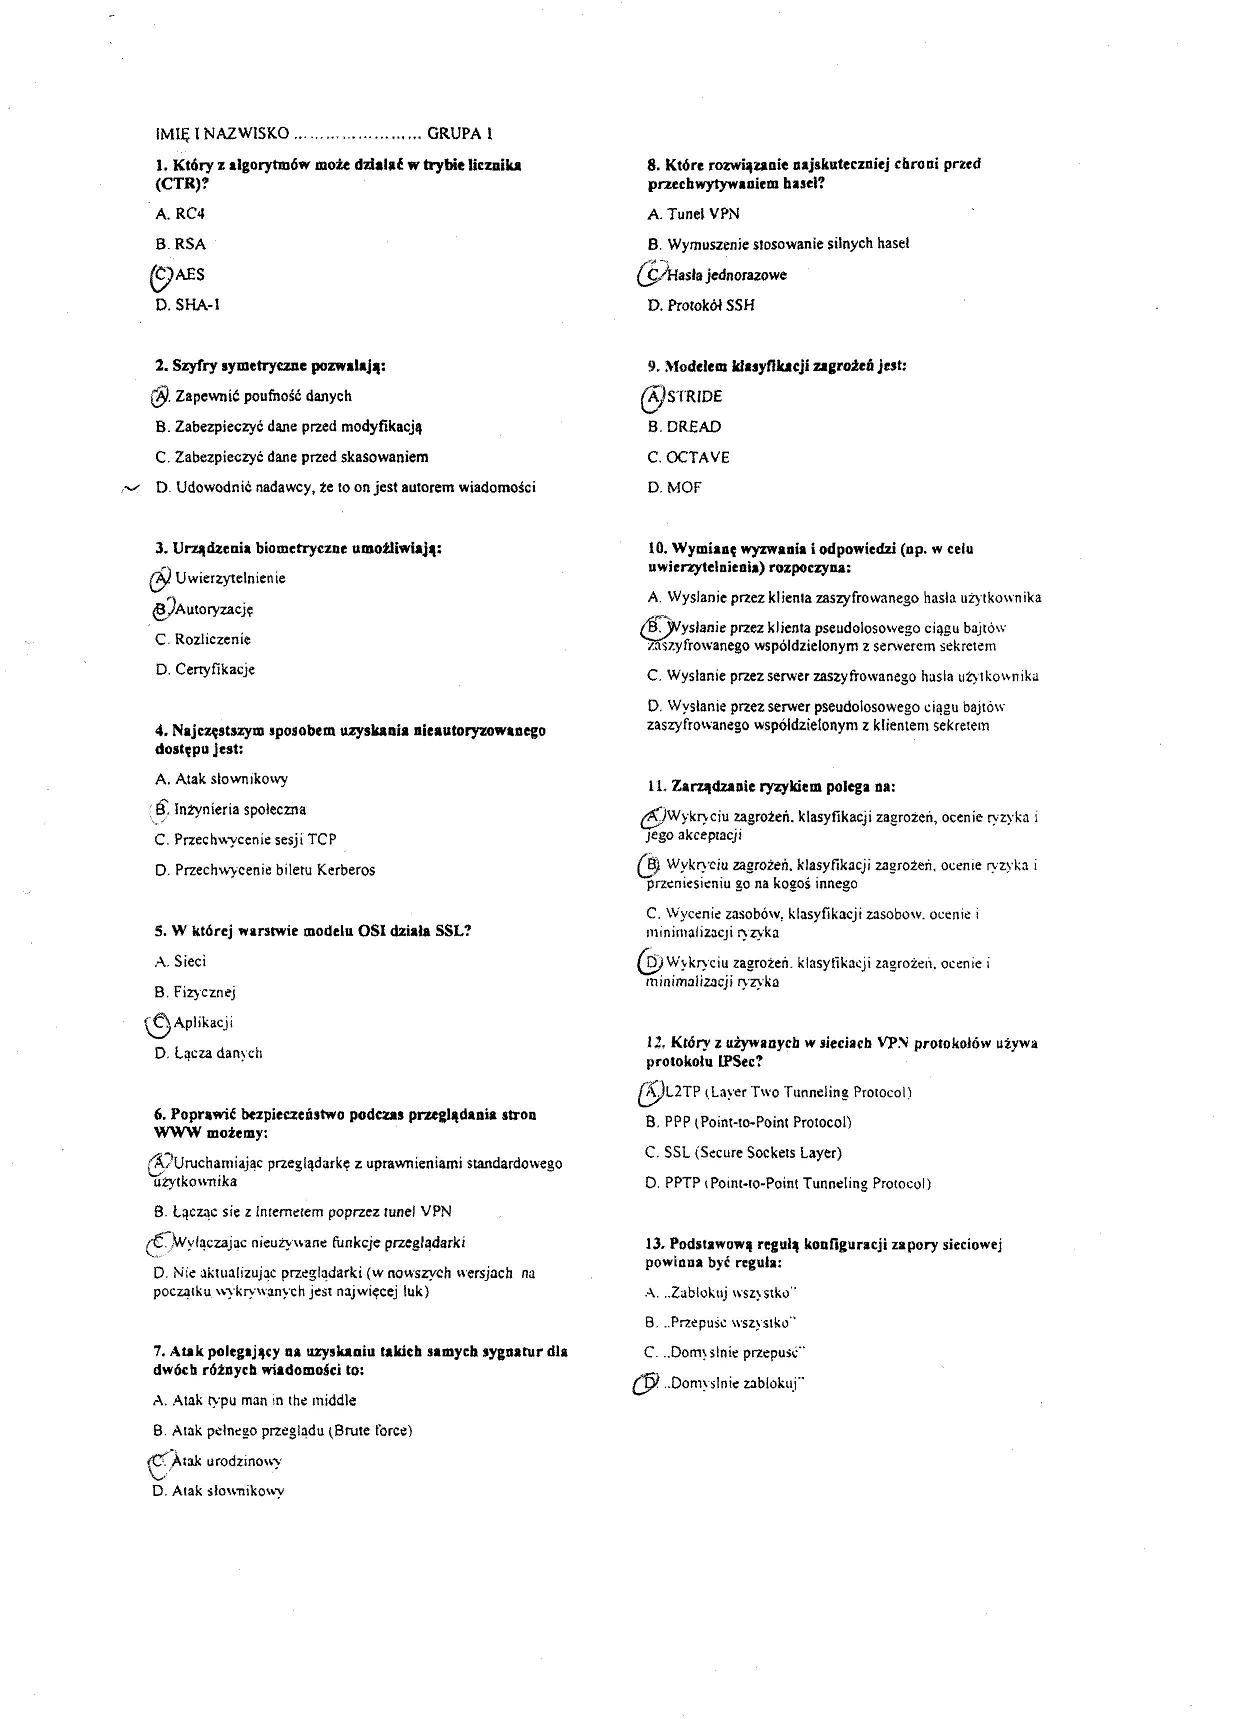 IMIĘ I NAZWISKO ....................... GRUPA 1
1. Który z algorytmów może działać w trybie licznika
(CTR)?
A. RC4
B. RSA
C. AES
D. SHA-1
2. Szyfry symetryczne pozwalają:
A. Zapewnić poufność danych
B. Zabezpieczyć dane przed modyfikacją
C. Zabezpieczyć dane przed skasowaniem
D. Udowodnić nadawcy, że to on jest autorem wiadomości
3. Urządzenia biometryczne umożliwiają:
A. Uwierzytelnienie
B. Autoryzację
C. Rozliczenie
D. Certyfikacje
4. Najczęstszym sposobem uzyskania nieautoryzowanego
dostępu jest:
A. Atak słownikowy
B. Inżynieria społeczna
C. Przechwycenie sesji TCP
D. Przechwycenie biletu Kerberos
5. W której warstwie modelu OSI działa SSL?
A. Sieci
B. Fizycznej
C. Aplikacji
D. Łącza danych
6. Poprawić bezpieczeństwo podczas przeglądania stron
WWW możemy:
A. Uruchamiając przeglądarkę z uprawnieniami standardowego
użytkownika
B. Łącząc sie z Internetem poprzez tunel VPN
C. Wyłączajac nieużywane funkcje przeglądarki
D. Nie aktualizując przeglądarki (w nowszych wersjach na
początku wykrywanych jest najwięcej luk)
7. Atak polegający na uzyskaniu takich samych sygnatur dla
dwóch różnych wiadomości to:
A. Atak typu man in the middle
B. Atak pełnego przeglądu (Brute force)
C. Atak urodzinowy
D. Atak słownikowy
8. Które rozwiązanie najskuteczniej chroni przed
przechwytywaniem haseł?
A. Tunel VPN
B. Wymuszenie stosowanie silnych haseł
C. Hasła jednorazowe
D. Protokół SSH
9. Modelem klasyfikacji zagrożeń jest:
A. STRIDE
B. DREAD
C. OCTAVE
D. MOF
10. Wymianę wyzwania i odpowiedzi (np. w celu
uwierzytelnienia) rozpoczyna:
A. Wysłanie przez klienta zaszyfrowanego hasła użytkownika
B. Wysłanie przez klienta pseudolosowego ciągu bajtów
zaszyfrowanego współdzielonym z serwerem sekretem
C. Wysłanie przez serwer zaszyfrowanego hasła użytkownika
D. Wysłanie przez serwer pseudolosowego ciągu bajtów
zaszyfrowanego współdzielonym z klientem sekretem
11. Zarządzanie ryzykiem polega na:
A. Wykryciu zagrożeń, klasyfikacji zagrożeń, ocenie ryzyka i
jego akceptacji
B. Wykryciu zagrożeń, klasyfikacji zagrożeń, ocenie ryzyka i
przeniesieniu go na kogoś innego
C. Wycenie zasobów, klasyfikacji zasobow, ocenie i
minimalizacji ryzyka
D. Wykryciu zagrożeń, klasyfikacji zagrożeń, ocenie i
minimalizacji ryzyka
12. Który z używanych w sieciach VPN protokołów używa
protokołu IPSec?
A. L2TP (Layer Two Tunneling Protocol)
B. PPP (Point-to-Point Protocol)
C. SSL (Secure Sockets Layer)
D. PPTP (Point-to-Point Tunneling Protocol)
13. Podstawową regułą konfiguracji zapory sieciowej
powinna być reguła:
A. „Zablokuj wszystko”
B. „Przepuść wszystko”
C. „Domyślnie przepuść”
D. „Domyślnie zablokuj”